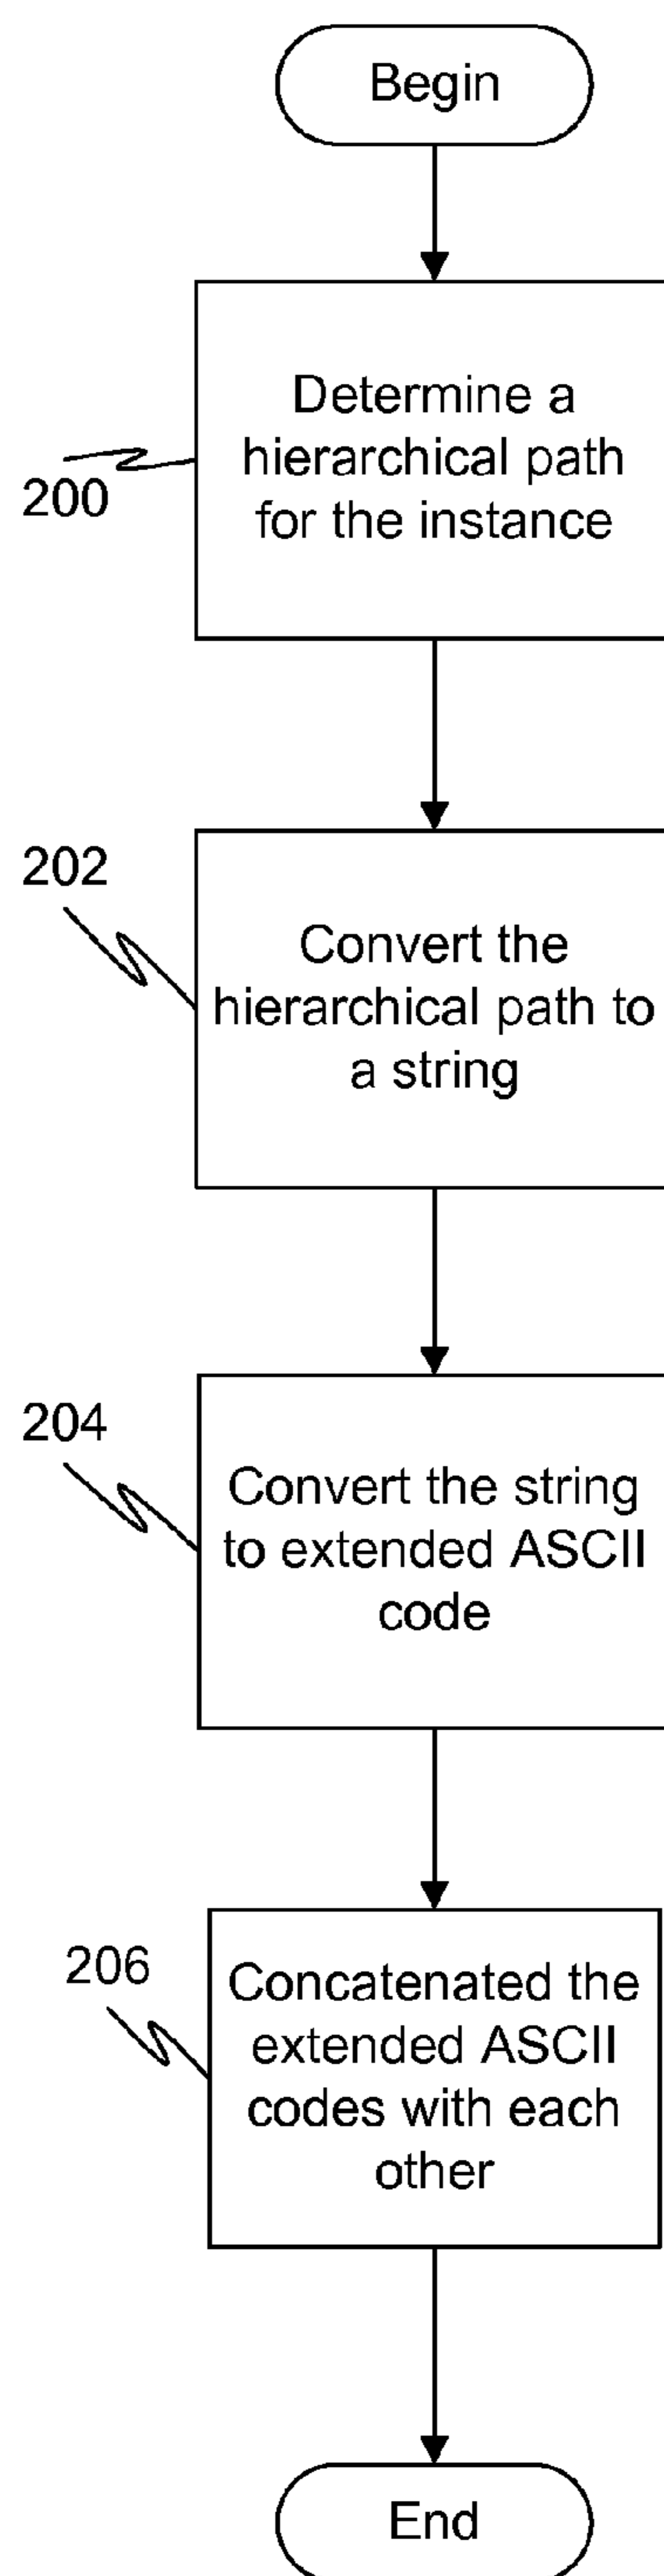 Begin
Determine a
hierarchical path
for the instance
200
202
Convert the
hierarchical path to
a string
204
Convert the string
to extended ASCII
code
206
Concatenated the
extended ASCII
codes with each
other
End